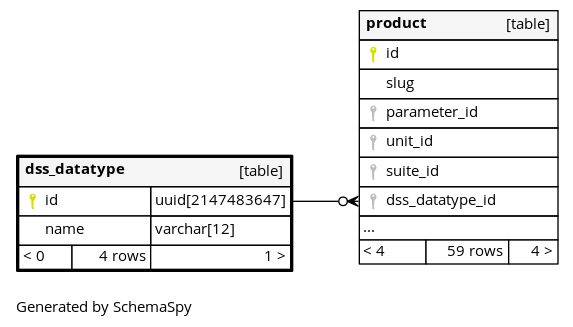 product [table]
id
slug
parameter_id
unit_id
suite_id
dss_datatype_id
...
< 4 59 rows 4 >
dss_datatype [table]
id uuid[2147483647]
name varchar[12]
< 0 4 rows 1 >
Generated by SchemaSpy